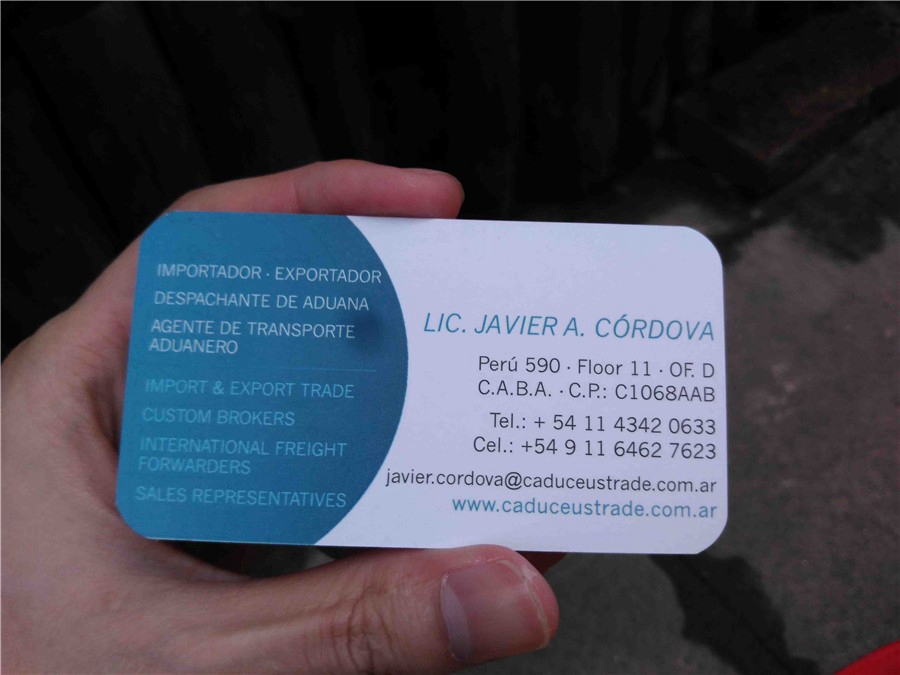 IMPORTADOR · EXPORTADOR
DESPACHANTE DE ADUANA
AGENTE DE TRANSPORTE
ADUANERO
IMPORT & EXPORT TRADE
CUSTOM BROKERS
INTERNATIONAL FREIGHT
FORWARDERS
SALES REPRESENTATIVES
LIC. JAVIER A. CÓRDOVA
Perú 590 · Floor 11 · OF. D
C.A.B.A. · C.P.: C1068AAB
Tel.: + 54 11 4342 0633
Cel.: +54 9 11 6462 7623
javier.cordova@caduceustrade.com.ar
www.caduceustrade.com.ar